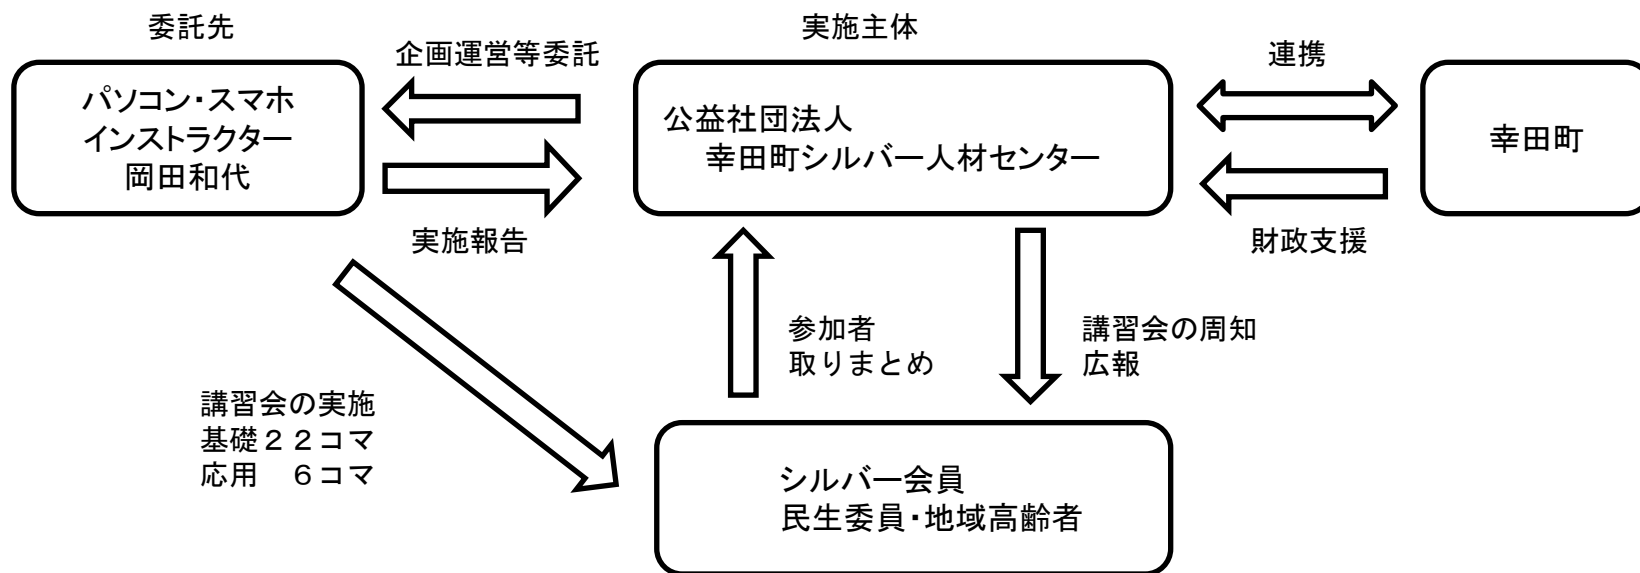 委託先
実施主体
企画運営等委託
連携
パソコン・スマホ
インストラクター
岡田和代
公益社団法人
幸田町シルバー人材センター
幸田町
実施報告
財政支援
参加者
取りまとめ
講習会の周知
広報
講習会の実施
基礎22コマ
応用　6コマ
シルバー会員
民生委員・地域高齢者